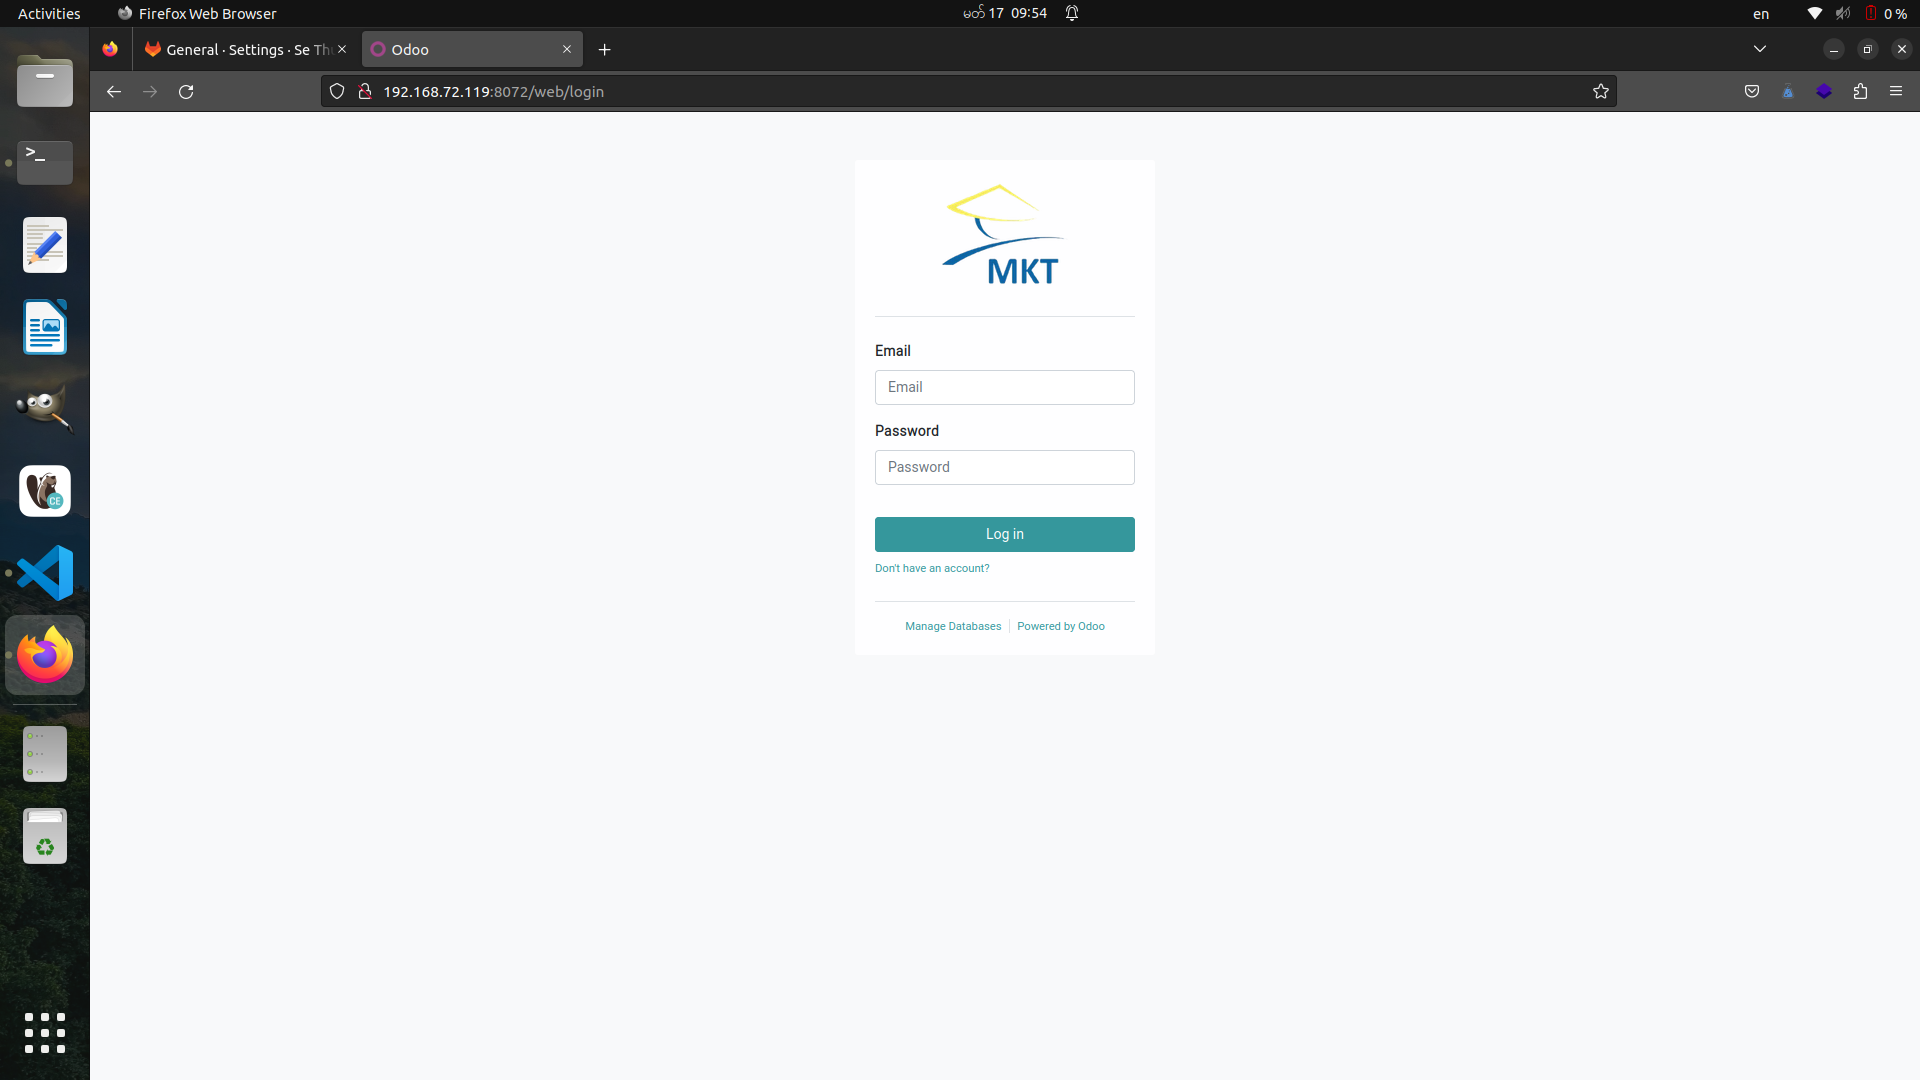 Activities
Firefox Web Browser
မတ် 17 09:54
en
0 %
General · Settings · Se Thu
Odoo
192.168.72.119:8072/web/login
>_
CE
MKT
Email
Email
Password
Password
Log in
Don't have an account?
Manage Databases
Powered by Odoo